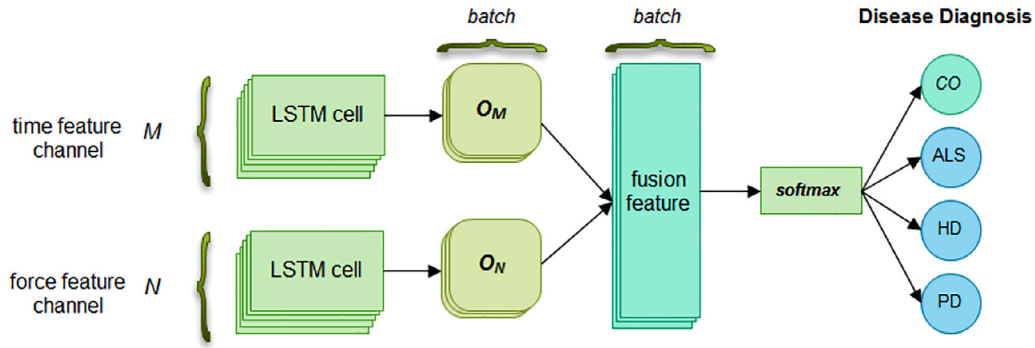 batch
batch
Disease Diagnosis
time feature
channel
M
LSTM cell
OM
CO
ALS
fusion
feature
softmax
HD
force feature
channel
N
LSTM cell
ON
PD